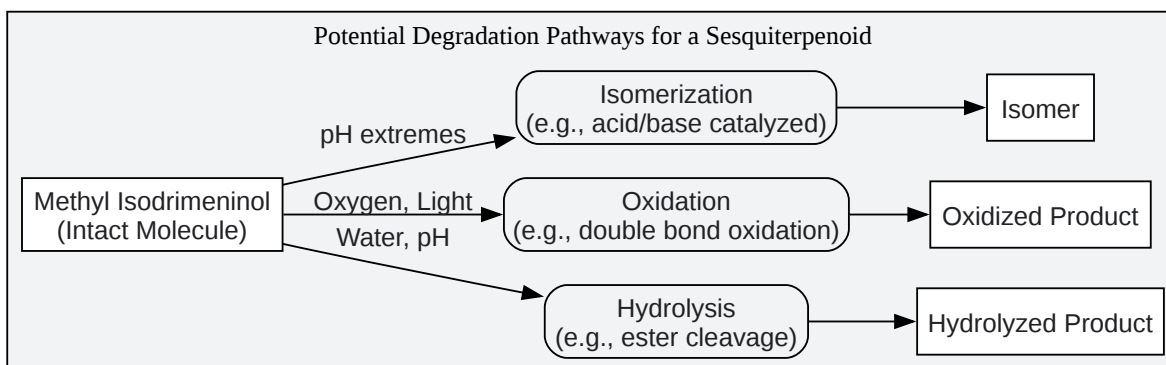 Potential Degradation Pathways for a Sesquiterpenoid
Isomerization
(e.g., acid/base catalyzed)
Isomer
pH extremes
Methyl Isodrimeninol
(Intact Molecule)
Oxygen, Light
Oxidation
(e.g., double bond oxidation)
Oxidized Product
Water, pH
Hydrolysis
(e.g., ester cleavage)
Hydrolyzed Product